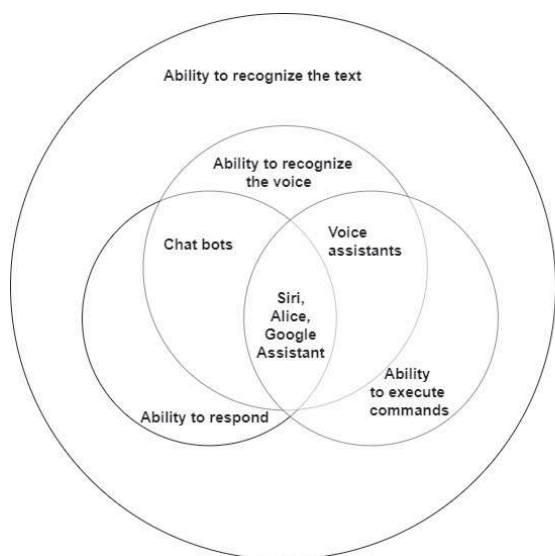 Ability to recognize the text
Ability to recognize
the voice
Chat bots
Voice
assistants
Siri,
Alice,
Google
Assistant
Ability
to execute
commands
Ability to respond